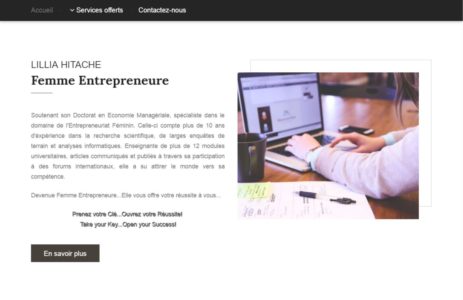 Accueil Services offerts Contactez-nous
LILLIA HITACHE
Femme Entrepreneure
Soutenant son Doctorat en Economie Managériale, spécialiste dans le
domaine de l'Entrepreneuriat Féminin. Celle-ci compte plus de 10 ans
d'expérience dans la recherche scientifique, de larges enquêtes de
terrain et analyses informatiques. Enseignante de plus de 12 modules
universitaires, articles communiqués et publiés à travers sa participation
à des forums internationaux, elle a su attirer le monde vers sa
compétence.
Devenue Femme Entrepreneure...Elle vous offre votre réussite à vous...
Prenez votre Clé...Ouvrez votre Réussite!
Take your Key...Open your Success!
En savoir plus